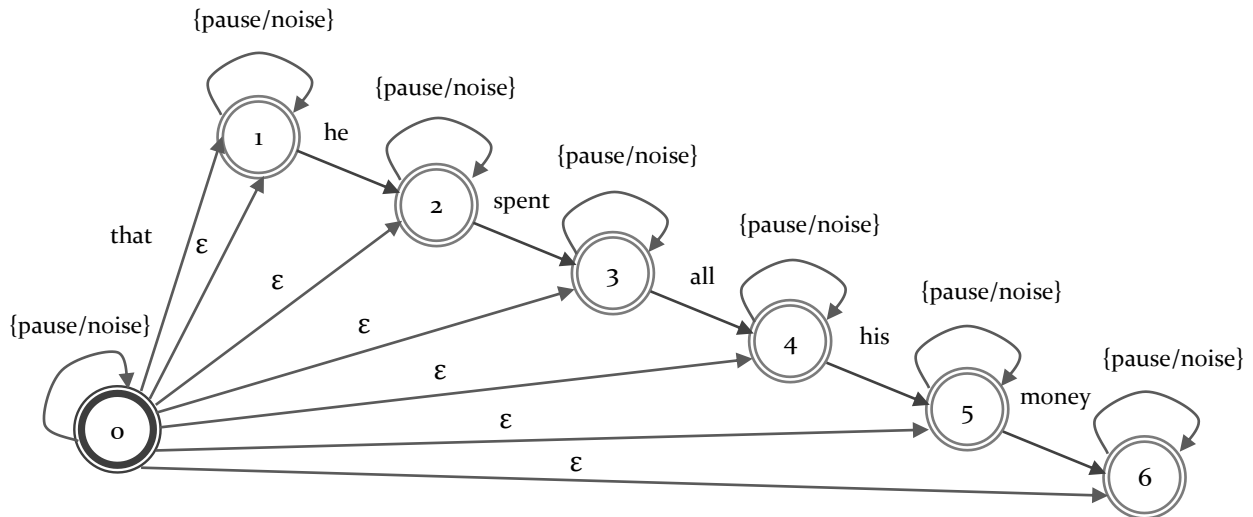 {pause/noise}
{pause/noise}
1
he
{pause/noise}
2
spent
{pause/noise}
that
ε
ε
3
all
{pause/noise}
{pause/noise}
ε
4
his
{pause/noise}
ε
5
money
{pause/noise}
0
ε
ε
6